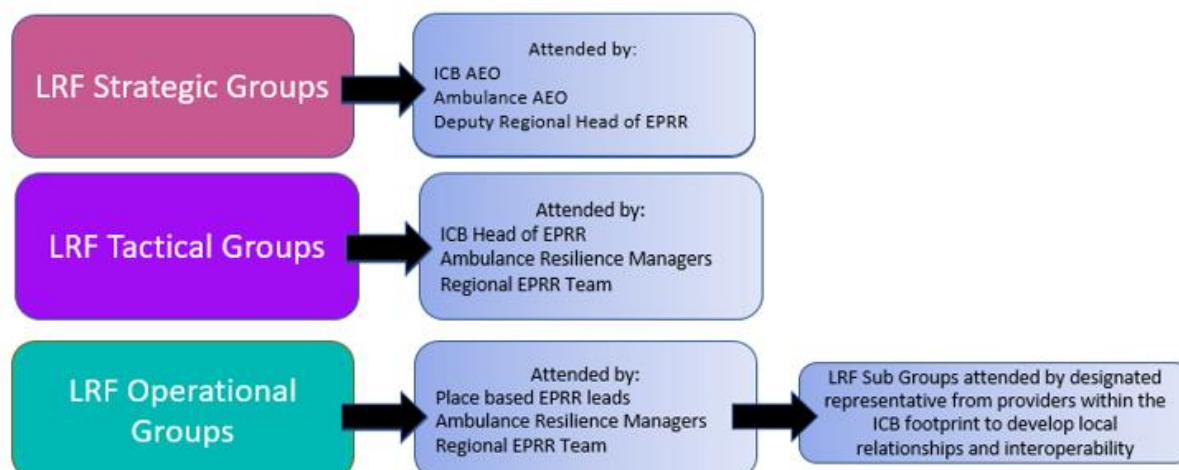 LRF Strategic Groups
Attended by:
ICB AEO
Ambulance AEO
Deputy Regional Head of EPRR
LRF Tactical Groups
Attended by:
ICB Head of EPRR
Ambulance Resilience Managers
Regional EPRR Team
LRF Operational
Groups
Attended by:
Place based EPRR leads
Ambulance Resilience Managers
Regional EPRR Team
LRF Sub Groups attended by designated
representative from providers within the
ICB footprint to develop local
relationships and interoperability